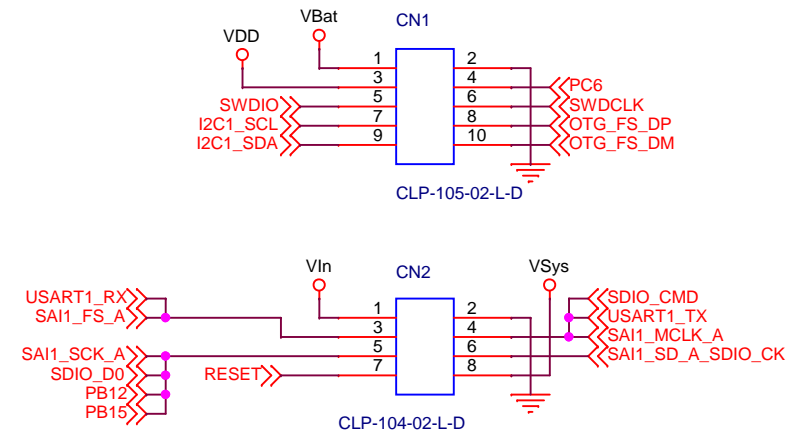 VBat
CN1
VDD
1
2
3
4
PC6
SWDIO
5
6
SWDCLK
I2C1_SCL
7
8
OTG_FS_DP
I2C1_SDA
9
10
OTG_FS_DM
CLP-105-02-L-D
VIn
CN2
VSys
USART1_RX
SDIO_CMD
1
2
SAI1_FS_A
USART1_TX
3
4
SAI1_MCLK_A
SAI1_SCK_A
5
6
SAI1_SD_A_SDIO_CK
SDIO_D0
RESET
7
8
PB12
PB15
CLP-104-02-L-D